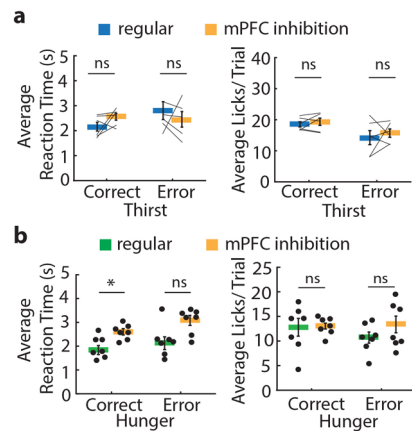 a
regular mPFC inhibition
Average
Reaction Time (s)
5
4
3
2
1
0
ns ns
Correct Error
Thirst
Average Licks/Trial
40
30
20
10
0
ns ns
Correct Error
Thirst
b
regular mPFC inhibition
Average
Reaction Time (s)
5
4
3
2
1
0
* ns
Correct Error
Hunger
Average Licks/Trial
25
20
15
10
5
0
ns ns
Correct Error
Hunger